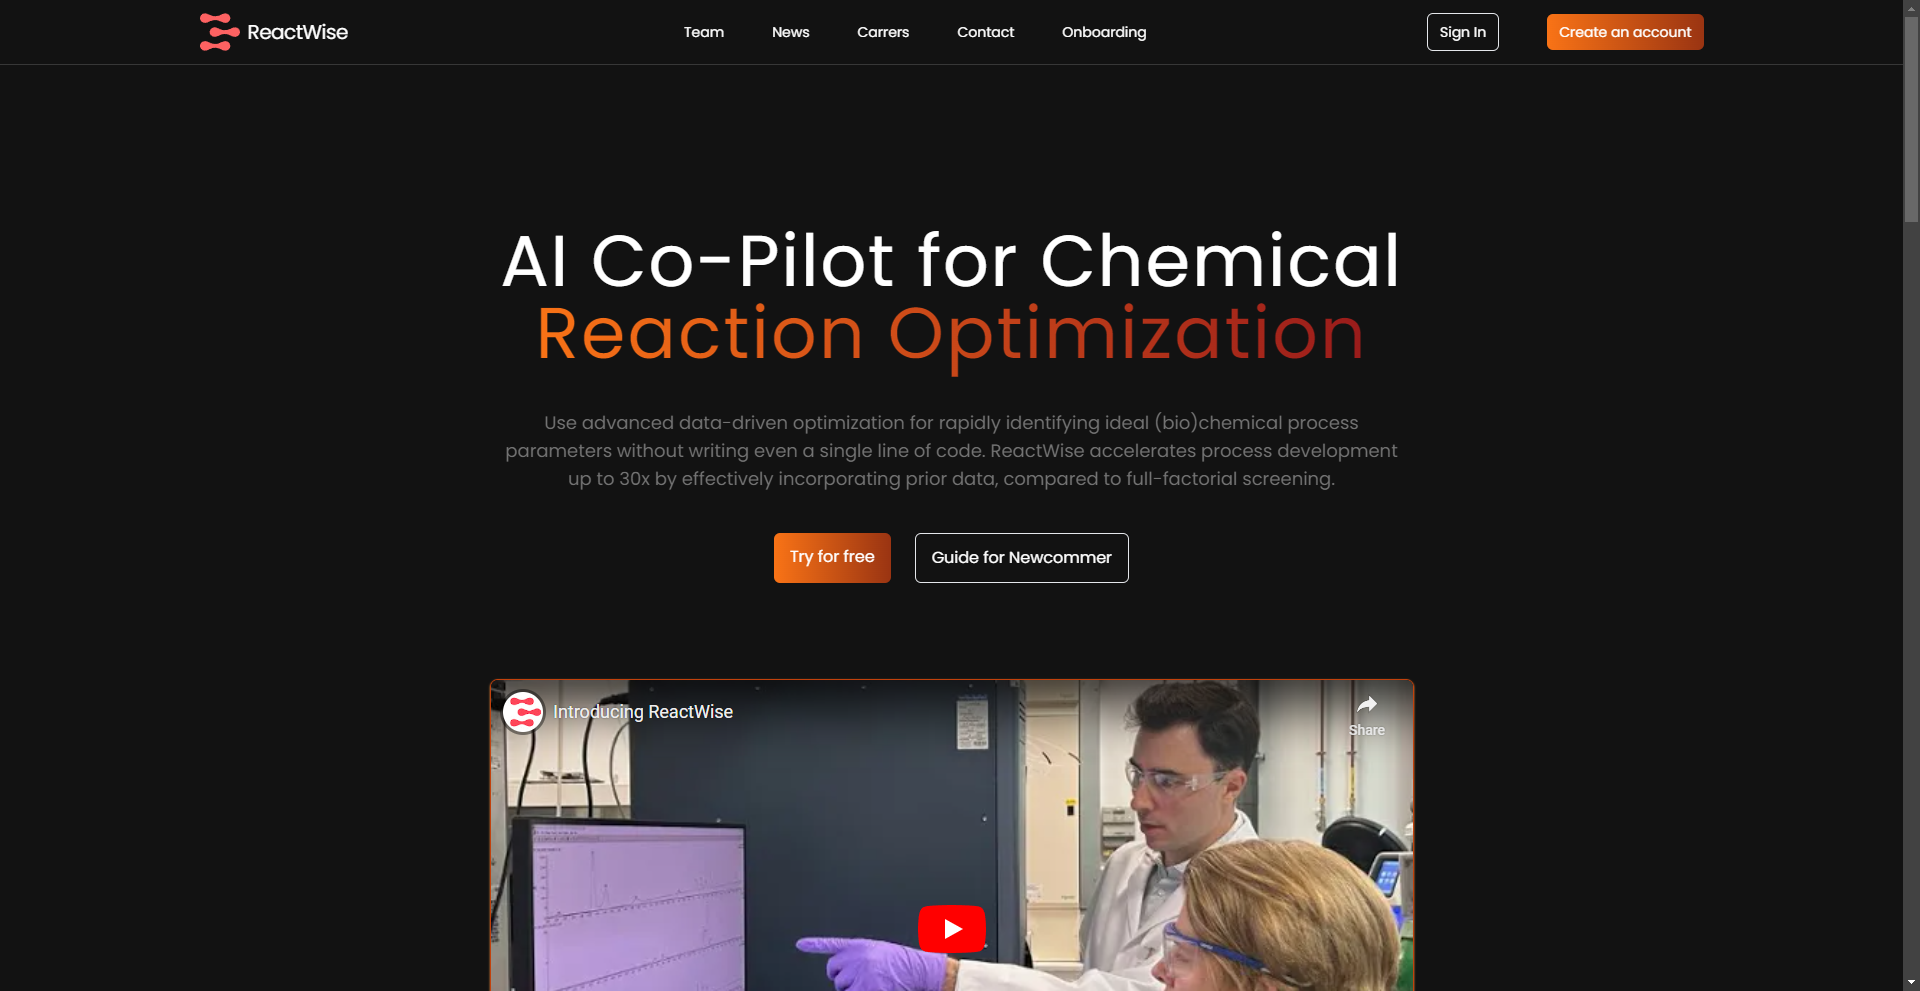 ReactWise
Team
News
Carrers
Contact
Onboarding
Sign In
Create an account
AI Co-Pilot for Chemical
Reaction Optimization
Use advanced data-driven optimization for rapidly identifying ideal (bio)chemical process
parameters without writing even a single line of code. ReactWise accelerates process development
up to 30x by effectively incorporating prior data, compared to full-factorial screening.
Try for free
Guide for Newcommer
Introducing ReactWise
Share